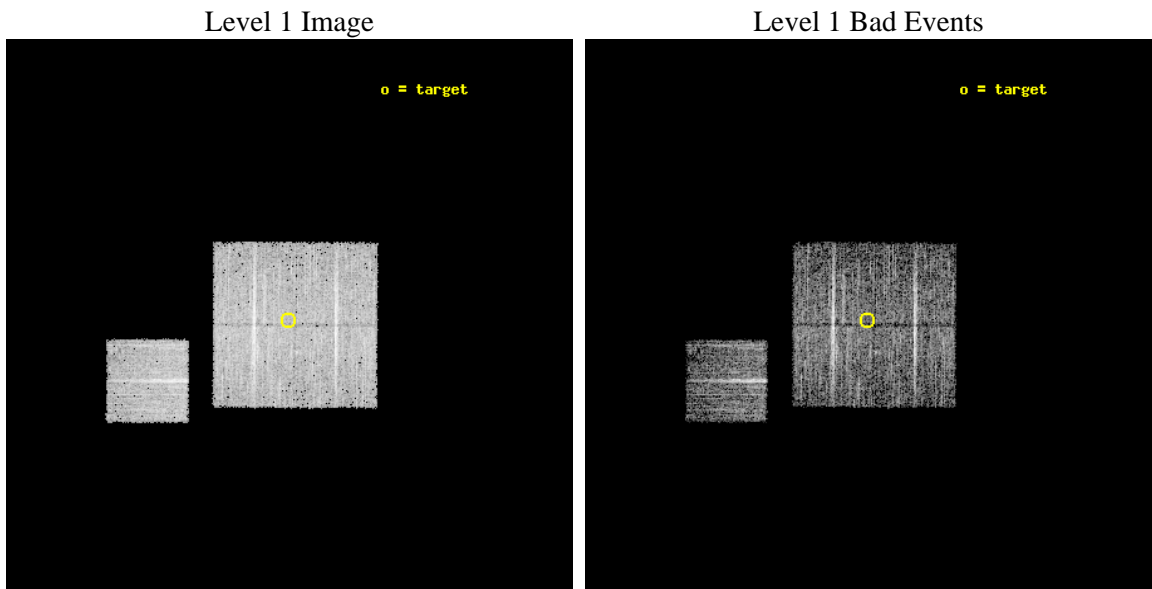 Level 1 Image
Level 1 Bad Events
o = target
o = target